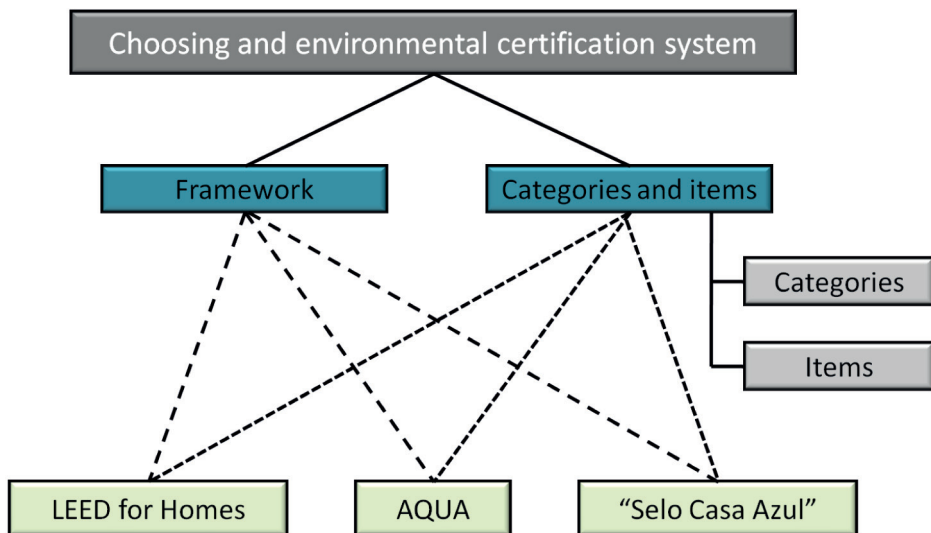 Choosing and environmental certification system
Framework
Categories and items
Categories
Items
LEED for Homes
AQUA
“Selo Casa Azul”